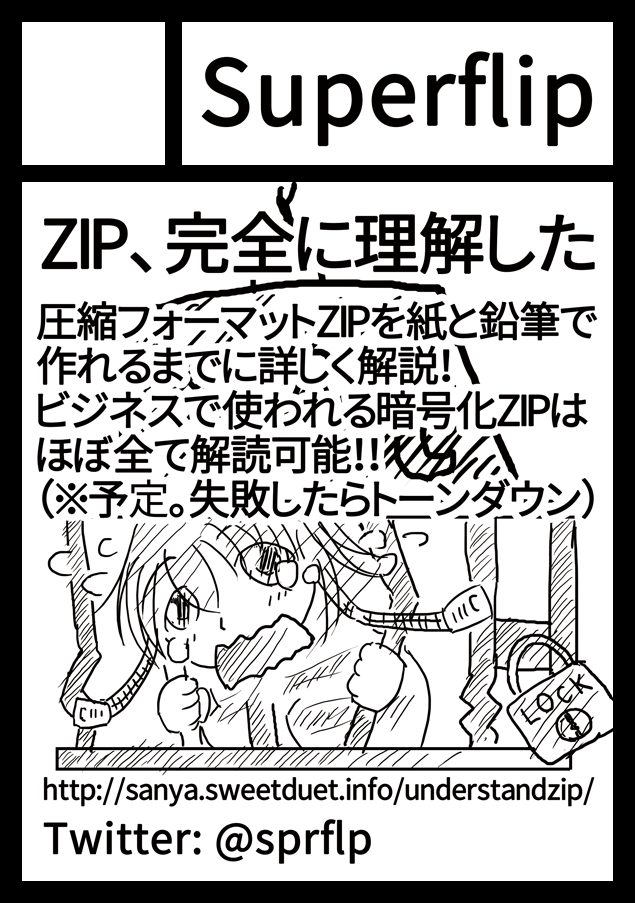 Superflip
ZIP、完全に理解した
圧縮フォーマットZIPを紙と鉛筆で
作れるまでに詳しく解説!
ビジネスで使われる暗号化ZIPは
ほぼ全て解読可能!!
(※予定。失敗したらトーンダウン)
LOCK
http://sanya.sweetduet.info/understandzip/
Twitter: @sprflp